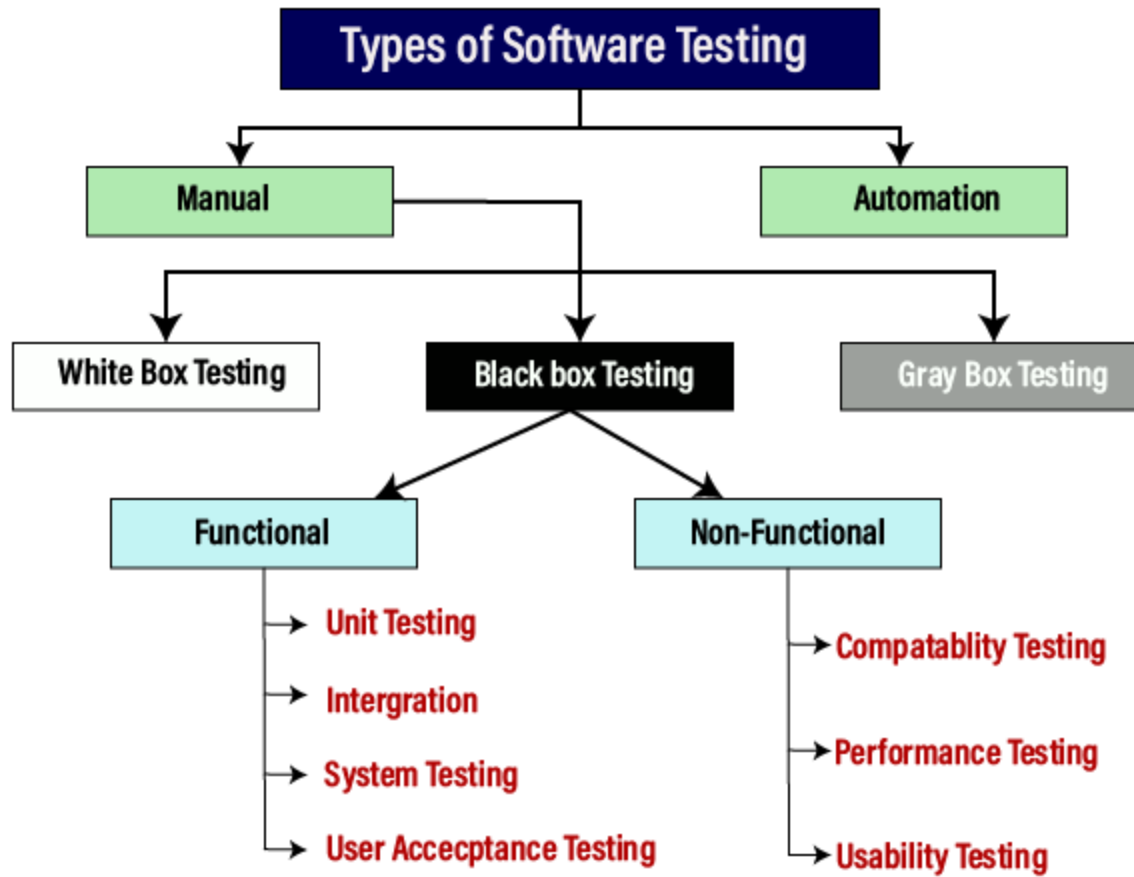 Types of Software Testing
Manual
Automation
White Box Testing
Black box Testing
Gray Box Testing
Functional
Non-Functional
Unit Testing
Intergration
System Testing
User Accecptance Testing
Compatablity Testing
Performance Testing
Usability Testing